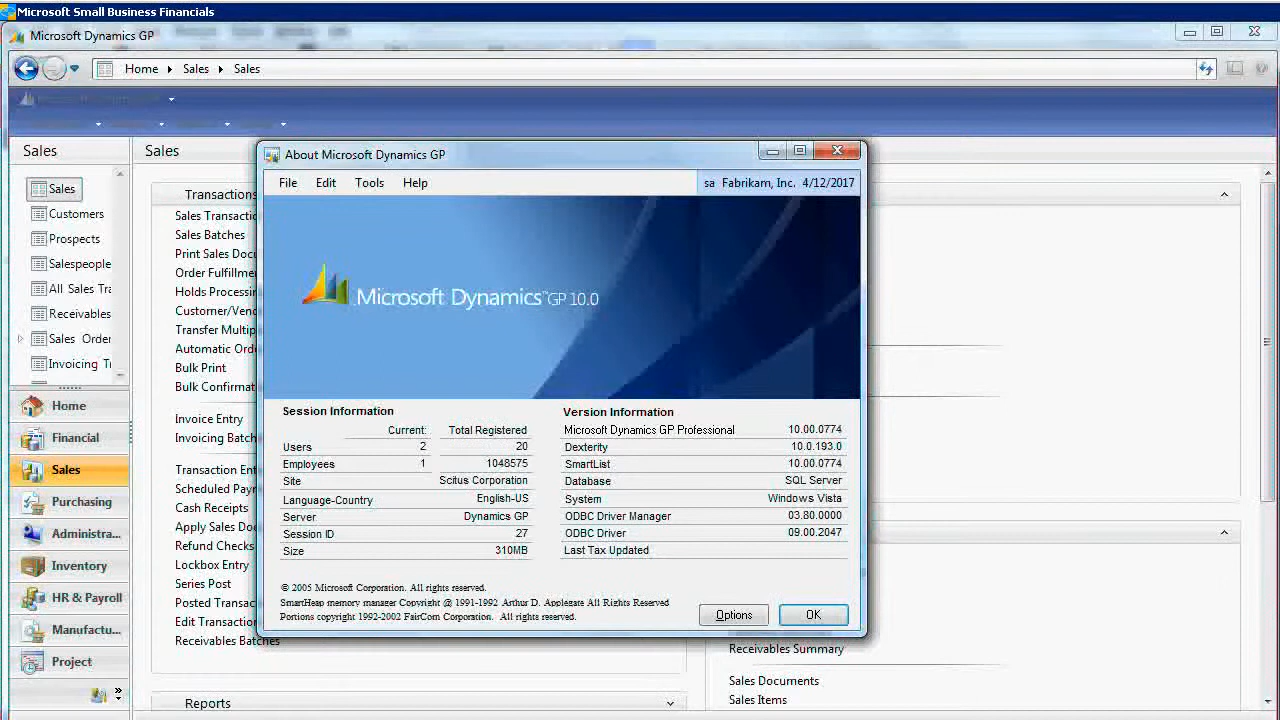 Microsoft Small Business Financials
Microsoft Dynamics GP
Home Sales Sales
Sales
Sales
Customers
Prospects
Salespeople
All Sales Tra
Receivables
Sales Order
Invoicing Tr
Home
Financial
Sales
Purchasing
Administra...
Inventory
HR & Payroll
Manufactu...
Project
Sales
Transactions
Sales Transacti
Sales Batches
Print Sales Docu
Order Fulfillme
Holds Processi
Customer/Vend
Transfer Multip
Automatic Orde
Bulk Print
Bulk Confirmat
Invoice Entry
Invoicing Batch
Transaction Ent
Scheduled Paym
Cash Receipts
Apply Sales Doc
Refund Checks
Lockbox Entry
Series Post
Posted Transac
Edit Transactio
Receivables Batches
Reports
About Microsoft Dynamics GP
File Edit Tools Help
sa Fabrikam, Inc. 4/12/2017
Microsoft Dynamics™GP 10.0
Session Information
Current: Total Registered
Users 2 20
Employees 1 1048575
Site Scitus Corporation
Language-Country English-US
Server Dynamics GP
Session ID 27
Size 310MB
Version Information
Microsoft Dynamics GP Professional 10.00.0774
Dexterity 10.0.193.0
SmartList 10.00.0774
Database SQL Server
System Windows Vista
ODBC Driver Manager 03.80.0000
ODBC Driver 09.00.2047
Last Tax Updated
© 2005 Microsoft Corporation. All rights reserved.
SmartHeap memory manager Copyright @ 1991-1992 Arthur D. Applegate All Rights Reserved
Portions copyright 1992-2002 FairCom Corporation. All rights reserved.
Options OK
Receivables Summary
Sales Documents
Sales Items